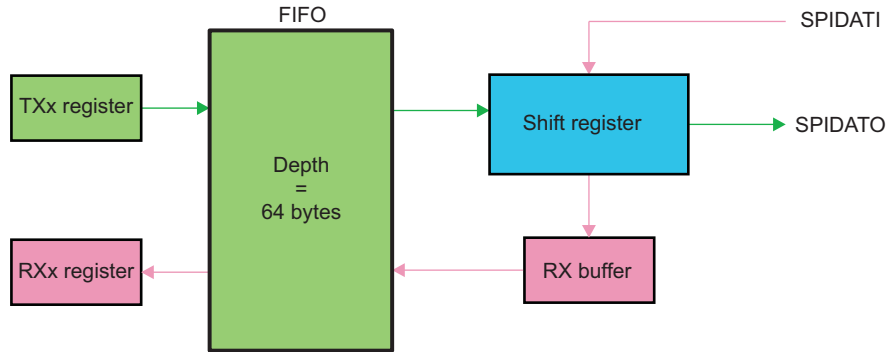 FIFO
SPIDATI
TXx register
Shift register
SPIDATO
Depth
=
64 bytes
RXx register
RX buffer